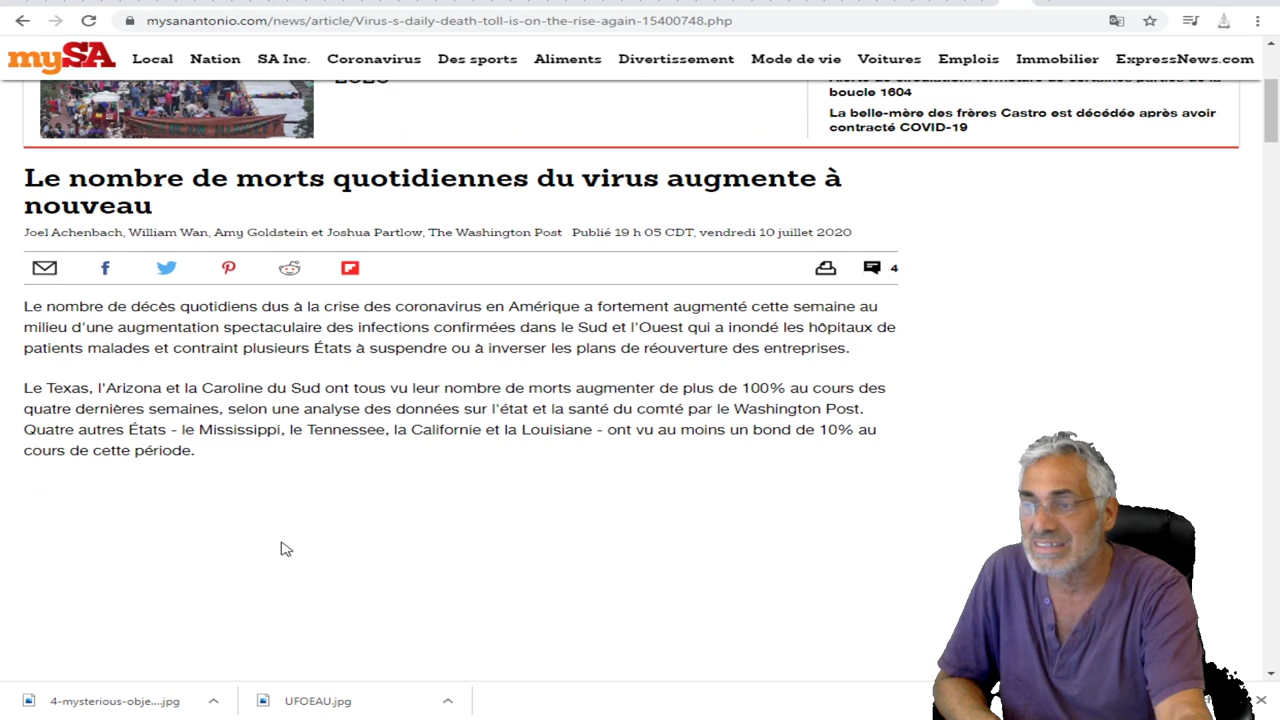 mysanantonio.com/news/article/Virus-s-daily-death-toll-is-on-the-rise-again-15400748.php
mySA Local Nation SA Inc. Coronavirus Des sports Aliments Divertissement Mode de vie Voitures Emplois Immobilier ExpressNews.com
boucle 1604
La belle-mère des frères Castro est décédée après avoir
contracté COVID-19
Le nombre de morts quotidiennes du virus augmente à
nouveau
Joel Achenbach, William Wan, Amy Goldstein et Joshua Partlow, The Washington Post Publié 19 h 05 CDT, vendredi 10 juillet 2020
4
Le nombre de décès quotidiens dus à la crise des coronavirus en Amérique a fortement augmenté cette semaine au
milieu d'une augmentation spectaculaire des infections confirmées dans le Sud et l'Ouest qui a inondé les hôpitaux de
patients malades et contraint plusieurs États à suspendre ou à inverser les plans de réouverture des entreprises.
Le Texas, l'Arizona et la Caroline du Sud ont tous vu leur nombre de morts augmenter de plus de 100% au cours des
quatre dernières semaines, selon une analyse des données sur l'état et la santé du comté par le Washington Post.
Quatre autres États - le Mississippi, le Tennessee, la Californie et la Louisiane - ont vu au moins un bond de 10% au
cours de cette période.
4-mysterious-obje....jpg
UFOEAU.jpg